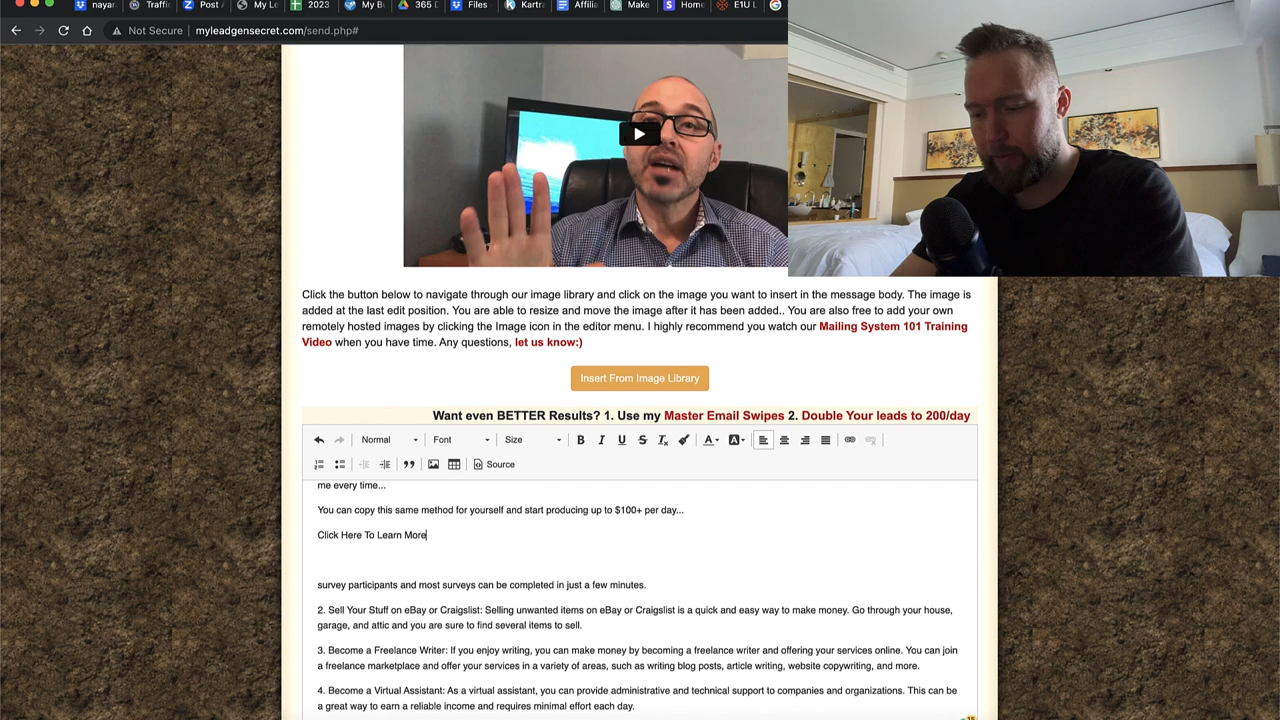 nayar
Traffi
Post /
My Le
2023
My B
365 D
Files
Kartra
Affilia
Make
Home
E1U L
Not Secure
myleadgensecret.com/send.php#
Click the button below to navigate through our image library and click on the image you want to insert in the message body. The image is
added at the last edit position. You are able to resize and move the image after it has been added.. You are also free to add your own
remotely hosted images by clicking the Image icon in the editor menu. I highly recommend you watch our Mailing System 101 Training
Video when you have time. Any questions, let us know:)
Insert From Image Library
Want even BETTER Results? 1. Use my Master Email Swipes 2. Double Your leads to 200/day
Normal Font Size
Source
me every time...
You can copy this same method for yourself and start producing up to $100+ per day...
Click Here To Learn More
survey participants and most surveys can be completed in just a few minutes.
2. Sell Your Stuff on eBay or Craigslist: Selling unwanted items on eBay or Craigslist is a quick and easy way to make money. Go through your house,
garage, and attic and you are sure to find several items to sell.
3. Become a Freelance Writer: If you enjoy writing, you can make money by becoming a freelance writer and offering your services online. You can join
a freelance marketplace and offer your services in a variety of areas, such as writing blog posts, article writing, website copywriting, and more.
4. Become a Virtual Assistant: As a virtual assistant, you can provide administrative and technical support to companies and organizations. This can be
a great way to earn a reliable income and requires minimal effort each day.